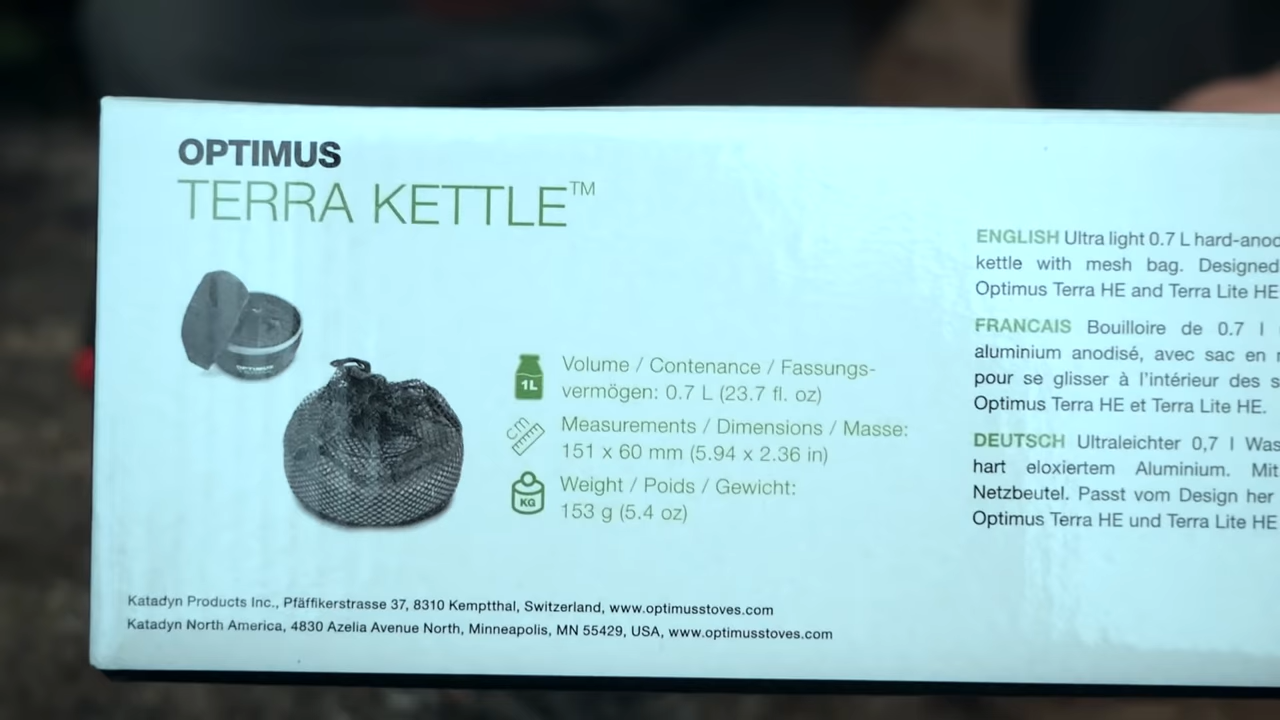 OPTIMUS
TERRA KETTLE™
1L
Volume / Contenance / Fassungs-
vermögen: 0.7 L (23.7 fl. oz)
CM
Measurements / Dimensions / Masse:
151 x 60 mm (5.94 x 2.36 in)
KG
Weight / Poids / Gewicht:
153 g (5.4 oz)
Katadyn Products Inc., Pfäffikerstrasse 37, 8310 Kemptthal, Switzerland, www.optimusstoves.com
Katadyn North America, 4830 Azelia Avenue North, Minneapolis, MN 55429, USA, www.optimusstoves.com
ENGLISH Ultra light 0.7 L hard-anod
kettle with mesh bag. Designed
Optimus Terra HE and Terra Lite HE
FRANCAIS Bouilloire de 0.7 l
aluminium anodisé, avec sac en
pour se glisser à l'intérieur des s
Optimus Terra HE et Terra Lite HE.
DEUTSCH Ultraleichter 0,7 l Was
hart eloxiertem Aluminium. Mit
Netzbeutel. Passt vom Design her
Optimus Terra HE und Terra Lite HE